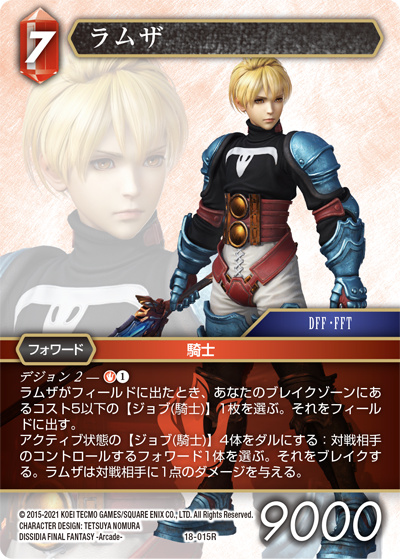 7
ラムザ
DFF・FFT
フォワード
騎士
デジョン 2 ― 1
ラムザがフィールドに出たとき、あなたのブレイクゾーンにあ
るコスト5以下の【ジョブ(騎士)】1枚を選ぶ。それをフィール
ドに出す。
アクティブ状態の【ジョブ(騎士)】4体をダルにする：対戦相手
のコントロールするフォワード1体を選ぶ。それをブレイクす
る。ラムザは対戦相手に1点のダメージを与える。
© 2015-2021 KOEI TECMO GAMES/SQUARE ENIX CO., LTD. All Rights Reserved.
CHARACTER DESIGN: TETSUYA NOMURA
DISSIDIA FINAL FANTASY -Arcade-
18-015R
9000